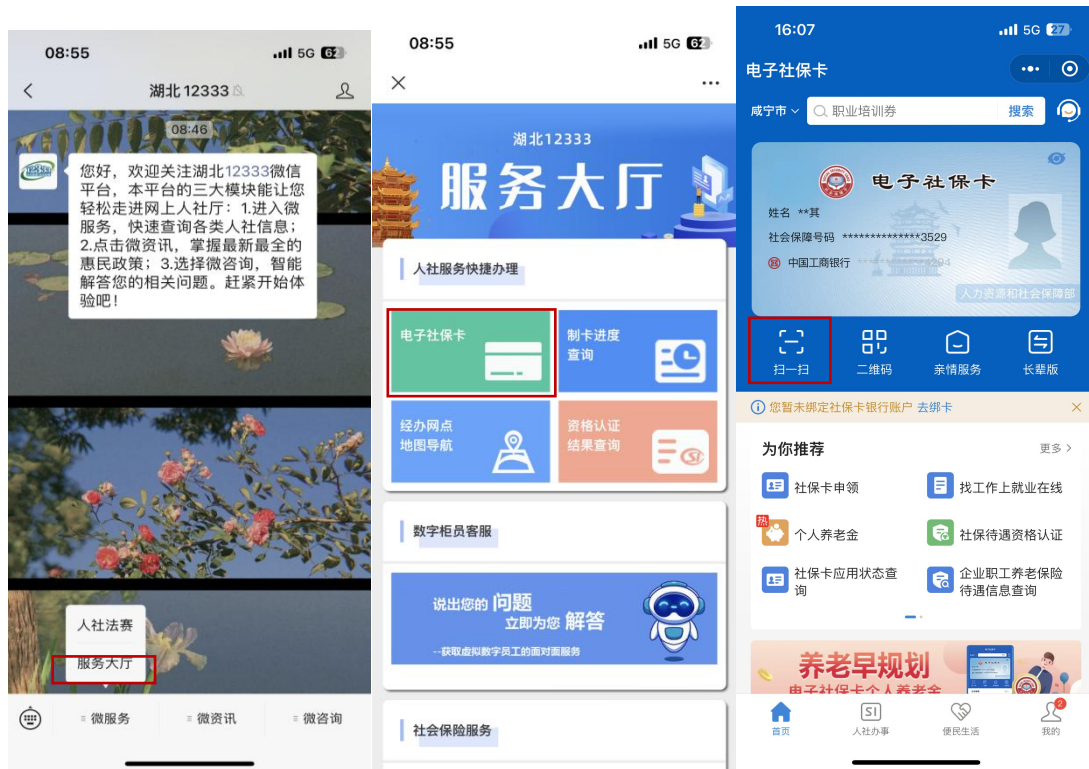 08:55
5G 62
湖北12333
08:46
您好，欢迎关注湖北12333微信
平台，本平台的三大模块能让您
轻松走进网上人社厅：1.进入微
服务，快速查询各类人社信息；
2.点击微资讯，掌握最新最全的
惠民政策；3.选择微咨询，智能
解答您的相关问题。赶紧开始体
验吧！
人社法赛
服务大厅
微服务
微资讯
微咨询
08:55
5G 62
湖北12333
服务大厅
人社服务快捷办理
电子社保卡
制卡进度
查询
经办网点
地图导航
资格认证
结果查询
数字柜员客服
说出您的 问题
立即为您 解答
--获取虚拟数字员工的面对面服务
社会保险服务
16:07
5G 27
电子社保卡
咸宁市
职业培训券
搜索
电子社保卡
姓名 **其
社会保障号码 **************3529
中国工商银行
人力资源和社会保障部
扫一扫
二维码
亲情服务
长辈版
您暂未绑定社保卡银行账户 去绑卡
为你推荐
更多
社保卡申领
找工作上就业在线
热
个人养老金
社保待遇资格认证
社保卡应用状态查
询
企业职工养老保险
待遇信息查询
养老早规划
电子社保卡个人养老金
首页
SI
人社办事
便民生活
2
我的